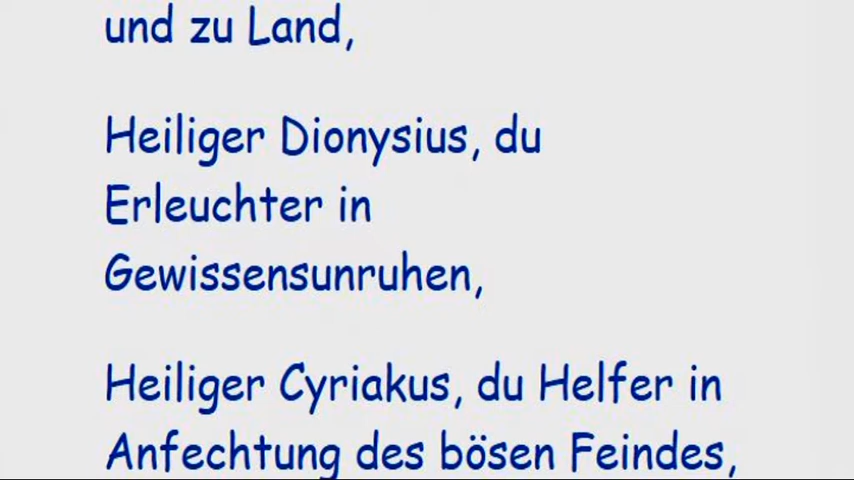 und zu Land,
Heiliger Dionysius, du
Erleuchter in
Gewissensunruhen,
Heiliger Cyriakus, du Helfer in
Anfechtung des bösen Feindes,